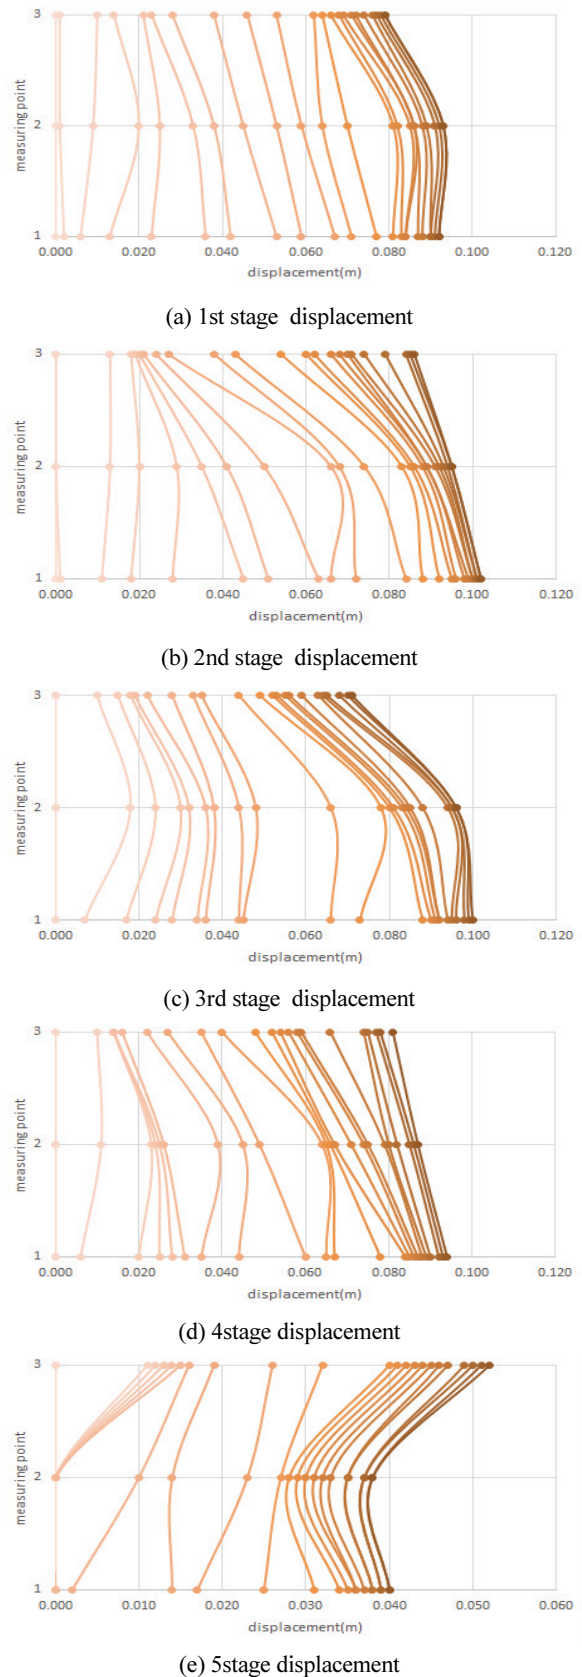 3
2
1
measuring point
0.000 0.020 0.040 0.060 0.080 0.100 0.120
displacement(m)
(a) 1st stage displacement
3
2
1
measuring point
0.000 0.020 0.040 0.060 0.080 0.100 0.120
displacement(m)
(b) 2nd stage displacement
3
2
1
measuring point
0.000 0.020 0.040 0.060 0.080 0.100 0.120
displacement(m)
(c) 3rd stage displacement
3
2
1
measuring point
0.000 0.020 0.040 0.060 0.080 0.100 0.120
displacement(m)
(d) 4stage displacement
3
2
1
measuring point
0.000 0.010 0.020 0.030 0.040 0.050 0.060
displacement(m)
(e) 5stage displacement